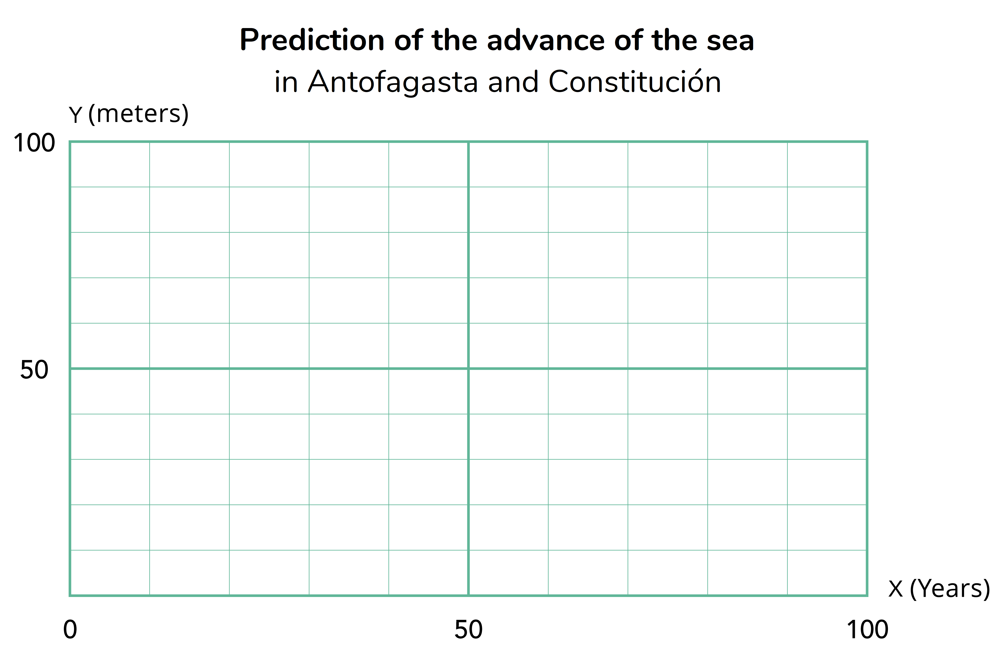 Prediction of the advance of the sea
in Antofagasta and Constitución
Y (meters)
100
50
X (Years)
0 50 100